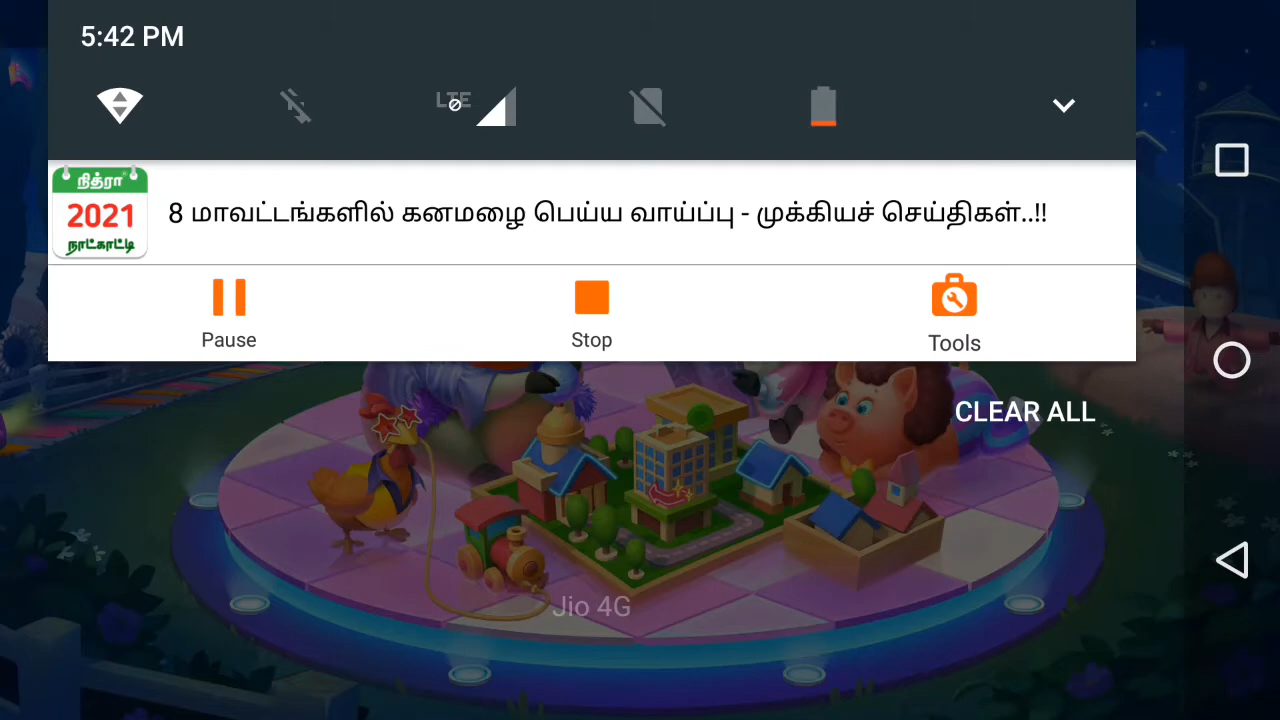 5:42 PM
LTE
நித்ரா
2021
நாட்காட்டி
8 மாவட்டங்களில் கனமழை பெய்ய வாய்ப்பு - முக்கியச் செய்திகள்..!!
Pause
Stop
Tools
CLEAR ALL
Jio 4G